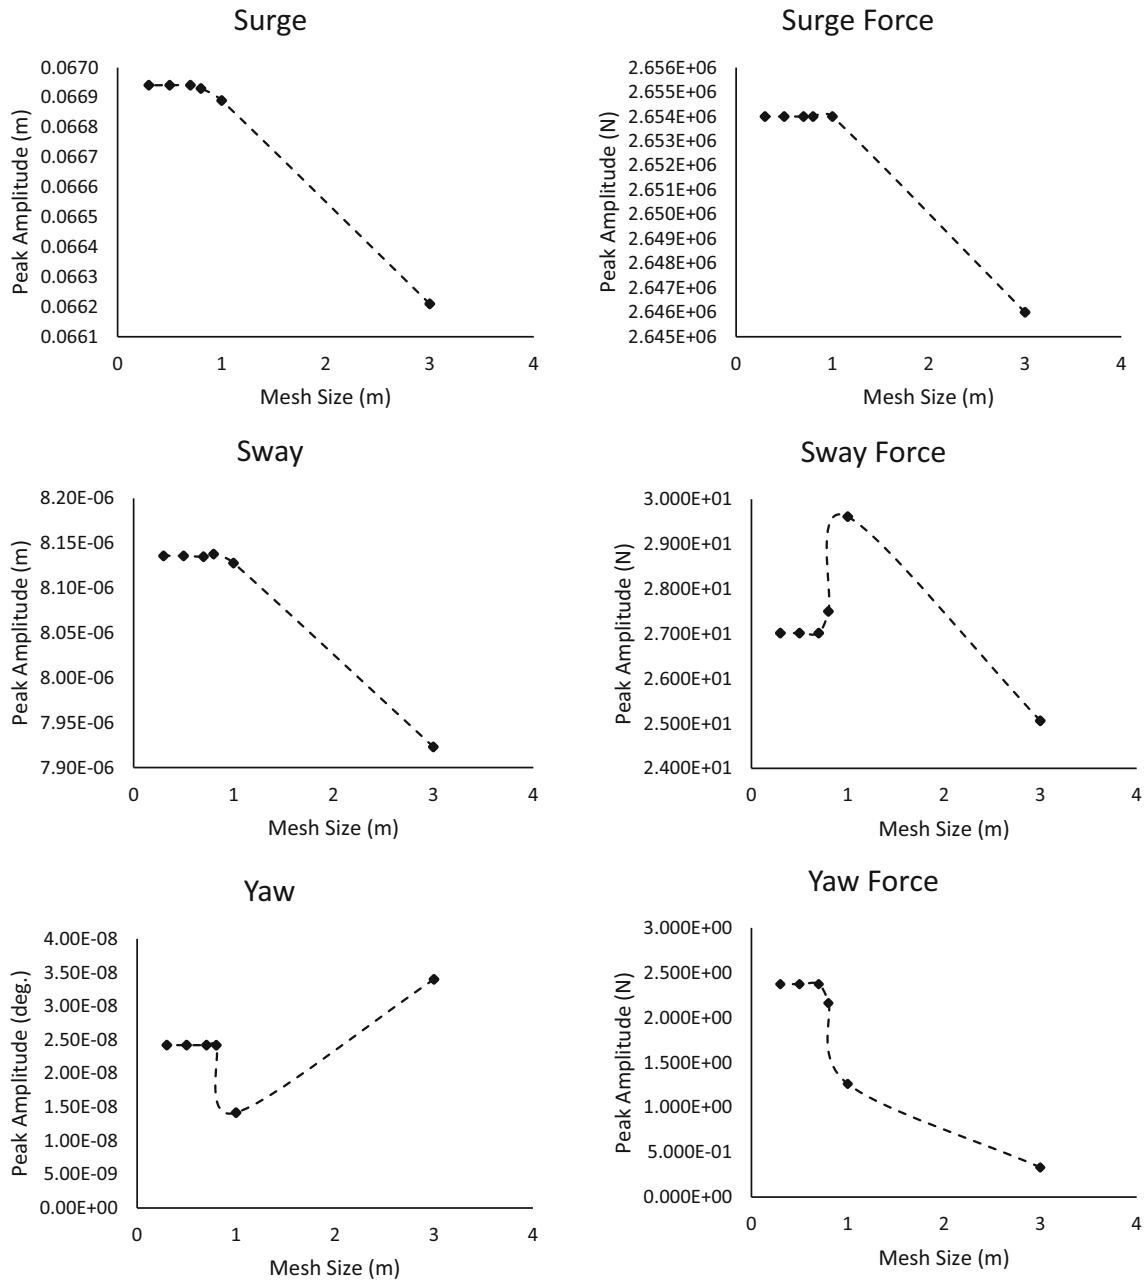 Surge
0.0670
0.0669
0.0668
0.0667
0.0666
0.0665
0.0664
0.0663
0.0662
0.0661
Peak Amplitude (m)
0 1 2 3 4
Mesh Size (m)
Surge Force
2.656E+06
2.655E+06
2.654E+06
2.653E+06
2.652E+06
2.651E+06
2.650E+06
2.649E+06
2.648E+06
2.647E+06
2.646E+06
2.645E+06
Peak Amplitude (N)
0 1 2 3 4
Mesh Size (m)
Sway
8.20E-06
8.15E-06
8.10E-06
8.05E-06
8.00E-06
7.95E-06
7.90E-06
Peak Amplitude (m)
0 1 2 3 4
Mesh Size (m)
Sway Force
3.000E+01
2.900E+01
2.800E+01
2.700E+01
2.600E+01
2.500E+01
2.400E+01
Peak Amplitude (N)
0 1 2 3 4
Mesh Size (m)
Yaw
4.00E-08
3.50E-08
3.00E-08
2.50E-08
2.00E-08
1.50E-08
1.00E-08
5.00E-09
0.00E+00
Peak Amplitude (deg.)
0 1 2 3 4
Mesh Size (m)
Yaw Force
3.000E+00
2.500E+00
2.000E+00
1.500E+00
1.000E+00
5.000E-01
0.000E+00
Peak Amplitude (N)
0 1 2 3 4
Mesh Size (m)